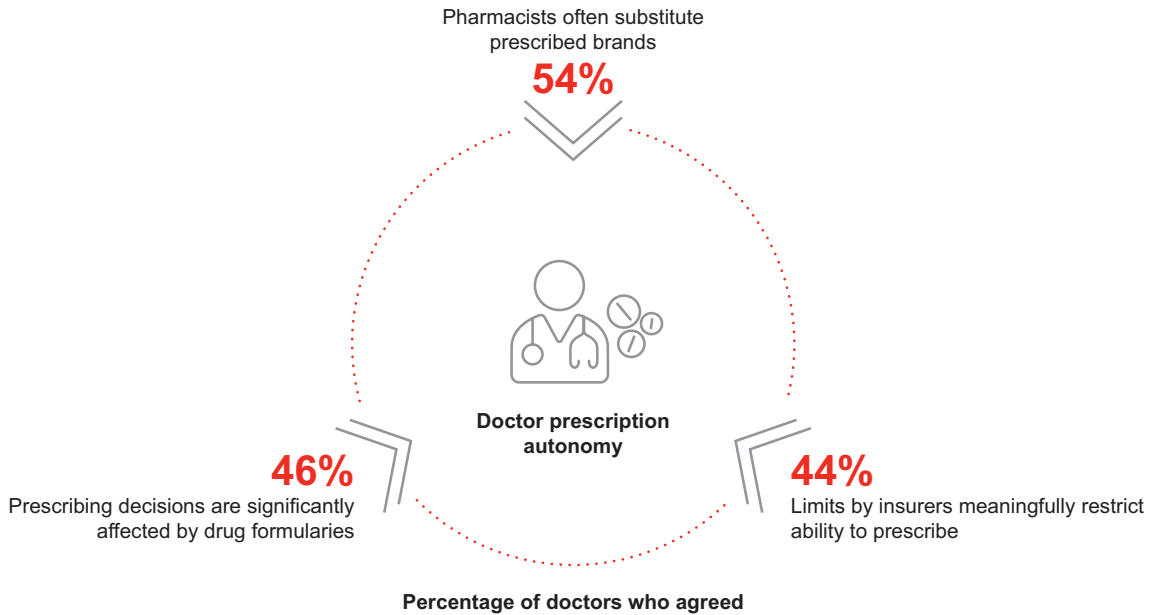 Pharmacists often substitute
prescribed brands
54%
Doctor prescription
autonomy
46%
Prescribing decisions are significantly
affected by drug formularies
44%
Limits by insurers meaningfully restrict
ability to prescribe
Percentage of doctors who agreed